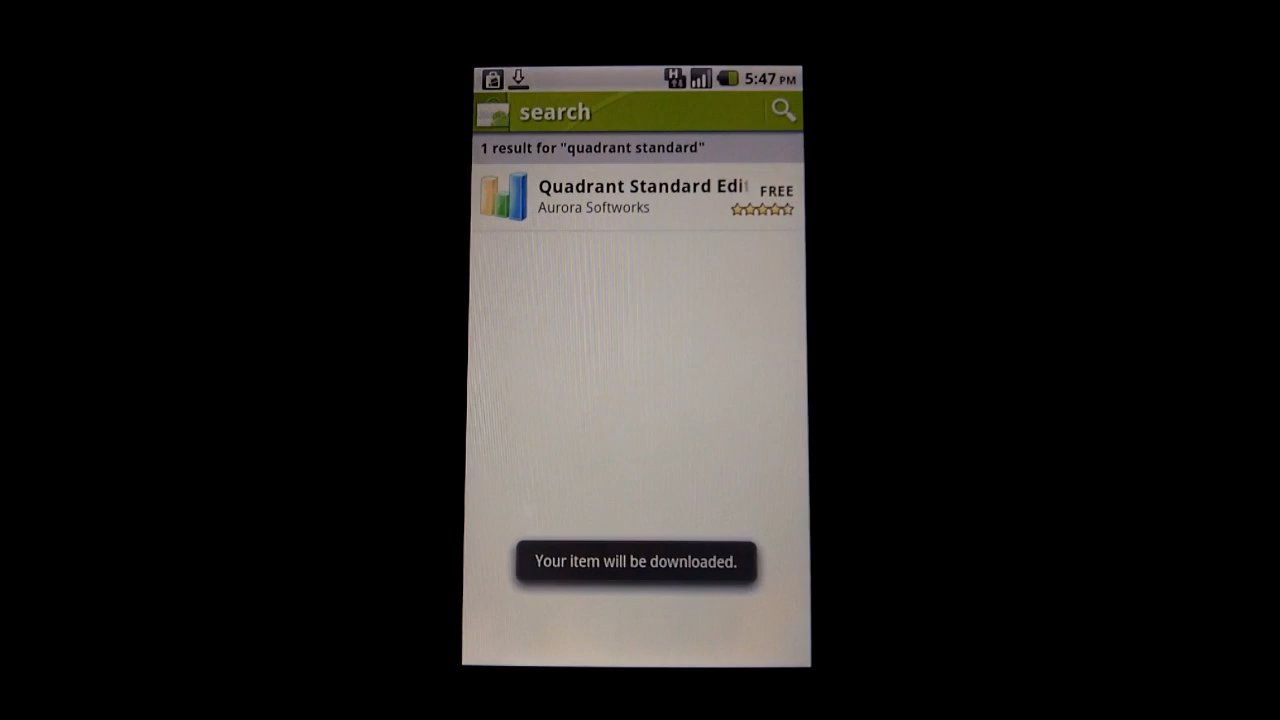 H
5:47 PM
search
1 result for "quadrant standard"
Quadrant Standard Edit
FREE
Aurora Softworks
Your item will be downloaded.